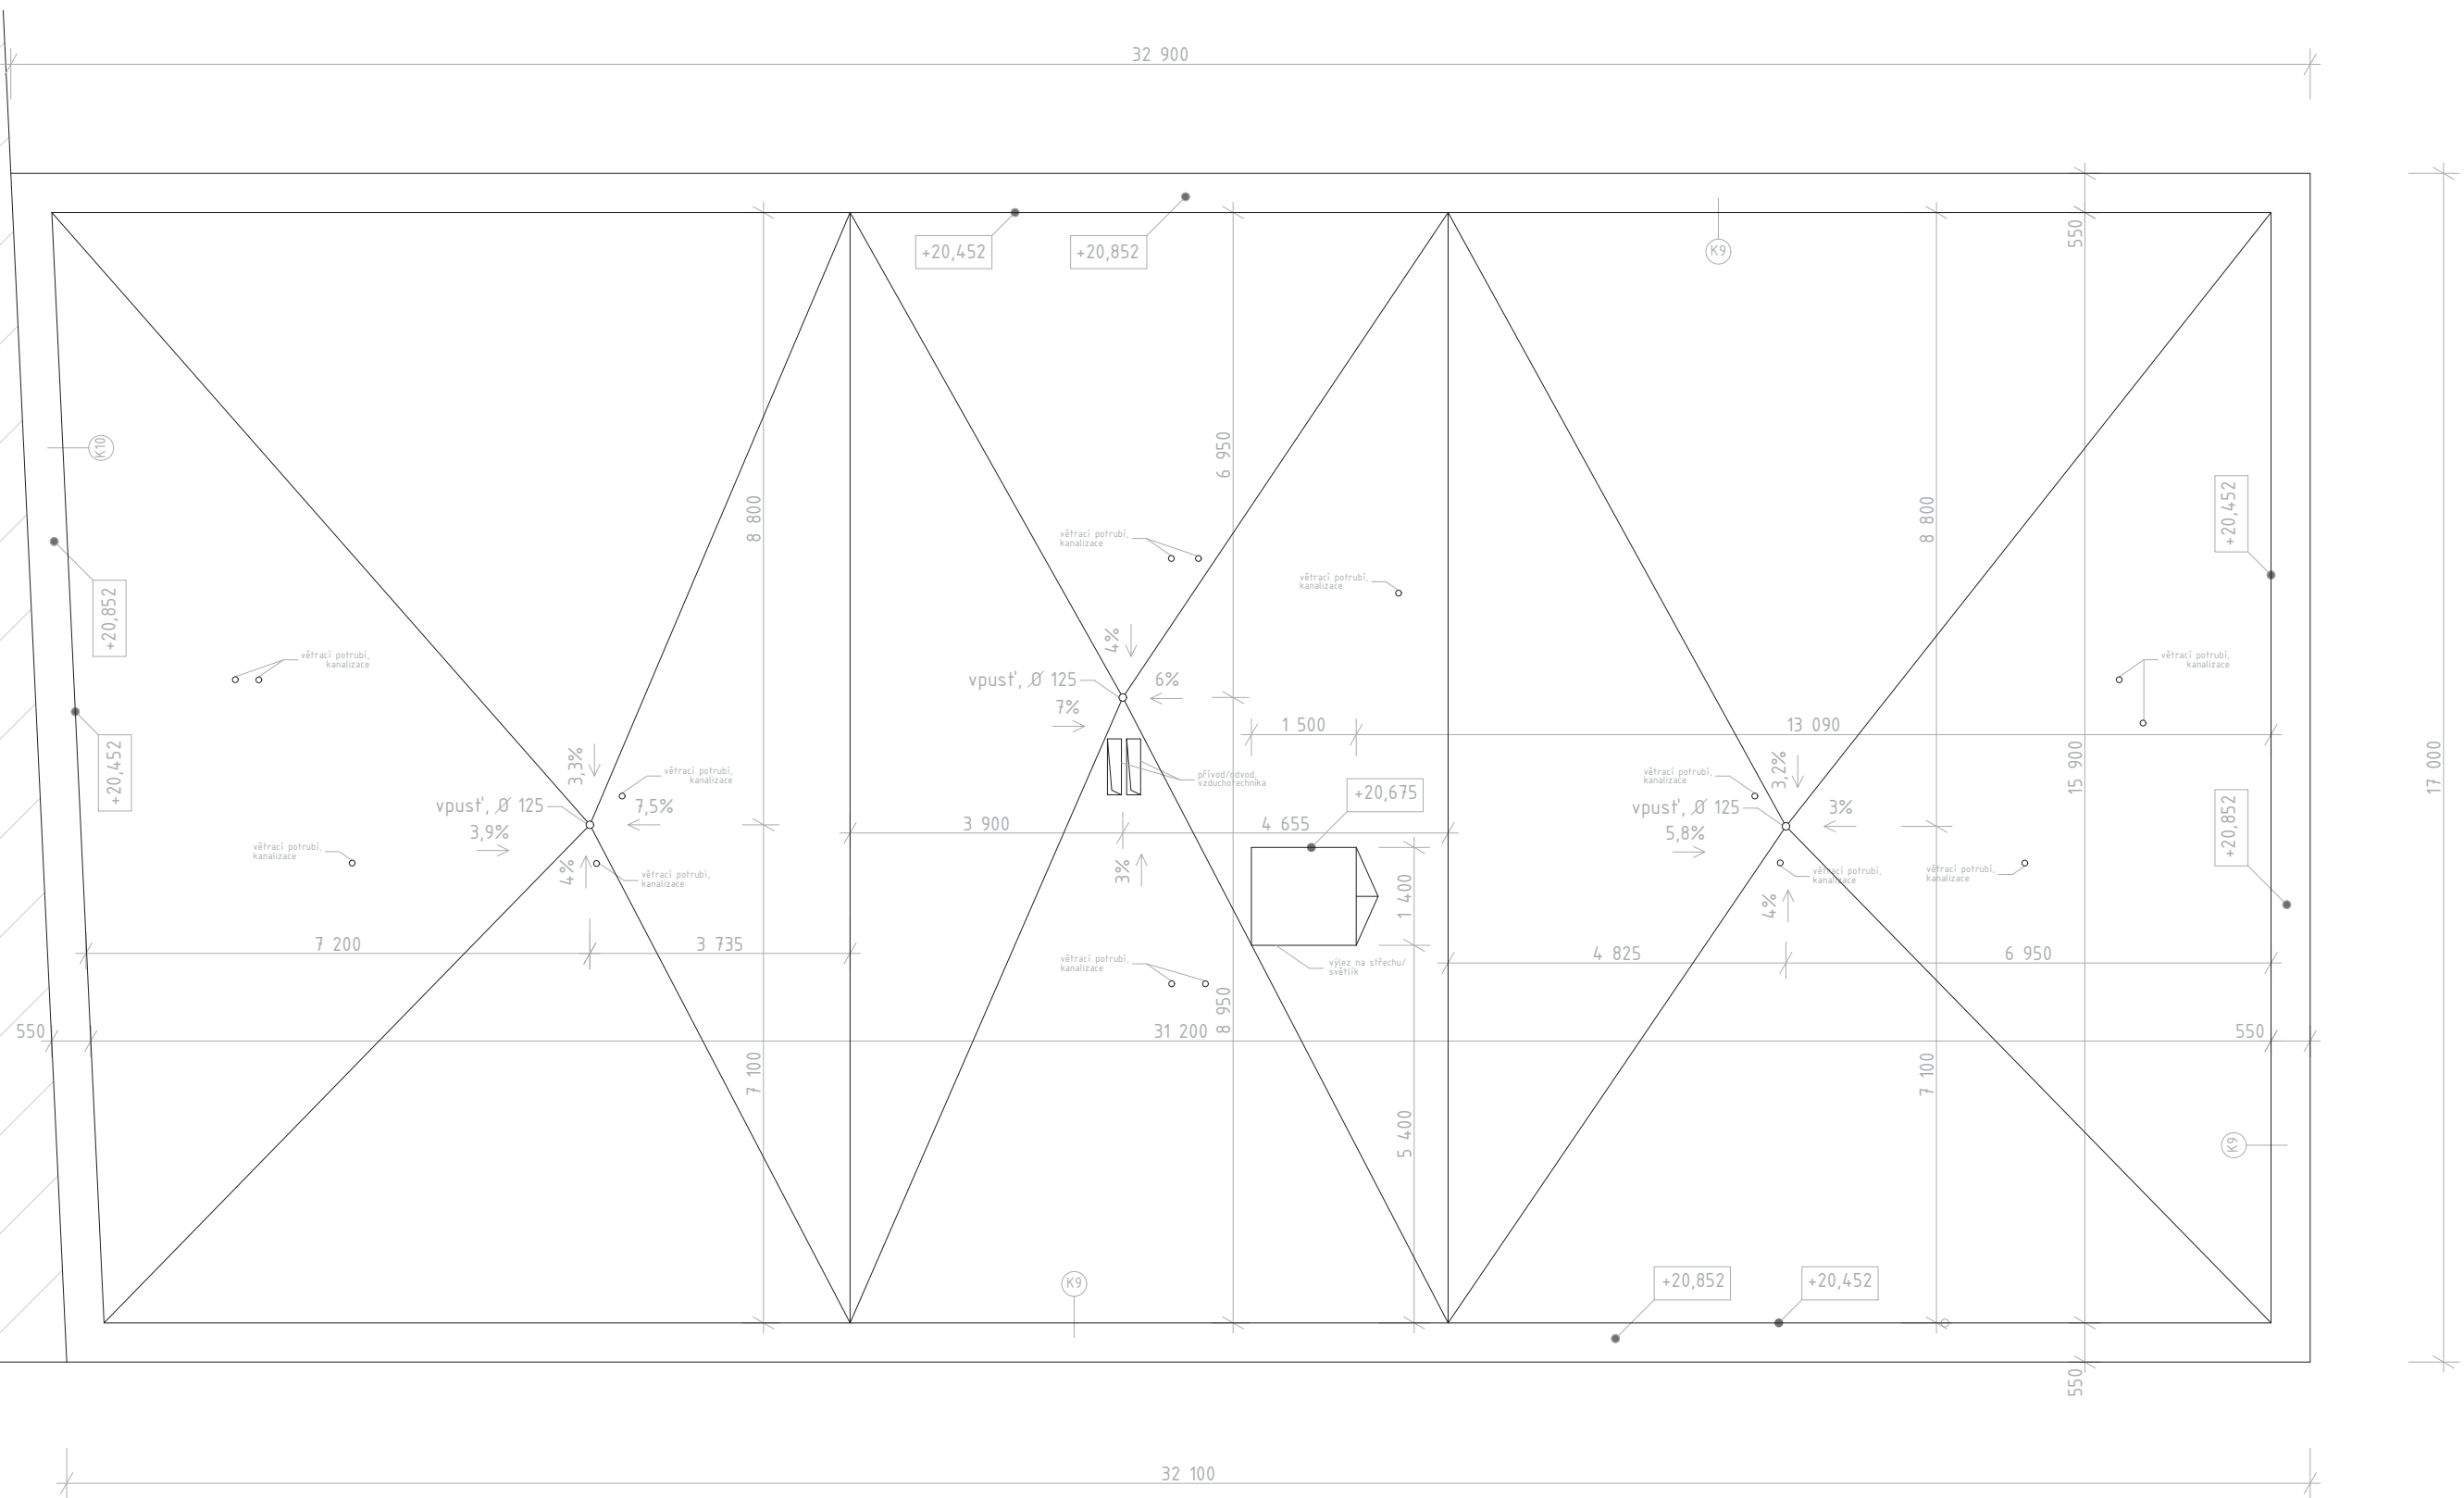 32 900
+20,452
+20,852
K9
550
K10
6 950
8 800
8 800
+20,452
větrací potrubí,
kanalizace
větrací potrubí,
kanalizace
+20,852
4%
větrací potrubí,
kanalizace
větrací potrubí,
kanalizace
vpusť, Ø 125
6%
7%
1 500
13 090
+20,452
3,3%
větrací potrubí,
kanalizace
přívod/odvod,
vzduchotechnika
větrací potrubí,
kanalizace
3,2%
15 900
17 000
+20,675
vpusť, Ø 125
7,5%
3,9%
vpusť, Ø 125
3%
5,8%
+20,852
3 900
4 655
větrací potrubí,
kanalizace
4%
větrací potrubí,
kanalizace
3%
1 400
větrací potrubí,
kanalizace
větrací potrubí,
kanalizace
4%
7 200
3 735
větrací potrubí,
kanalizace
výlez na střechu/
světlík
4 825
6 950
550
31 200
8 950
550
7 100
5 400
7 100
K9
K9
+20,852
+20,452
550
32 100